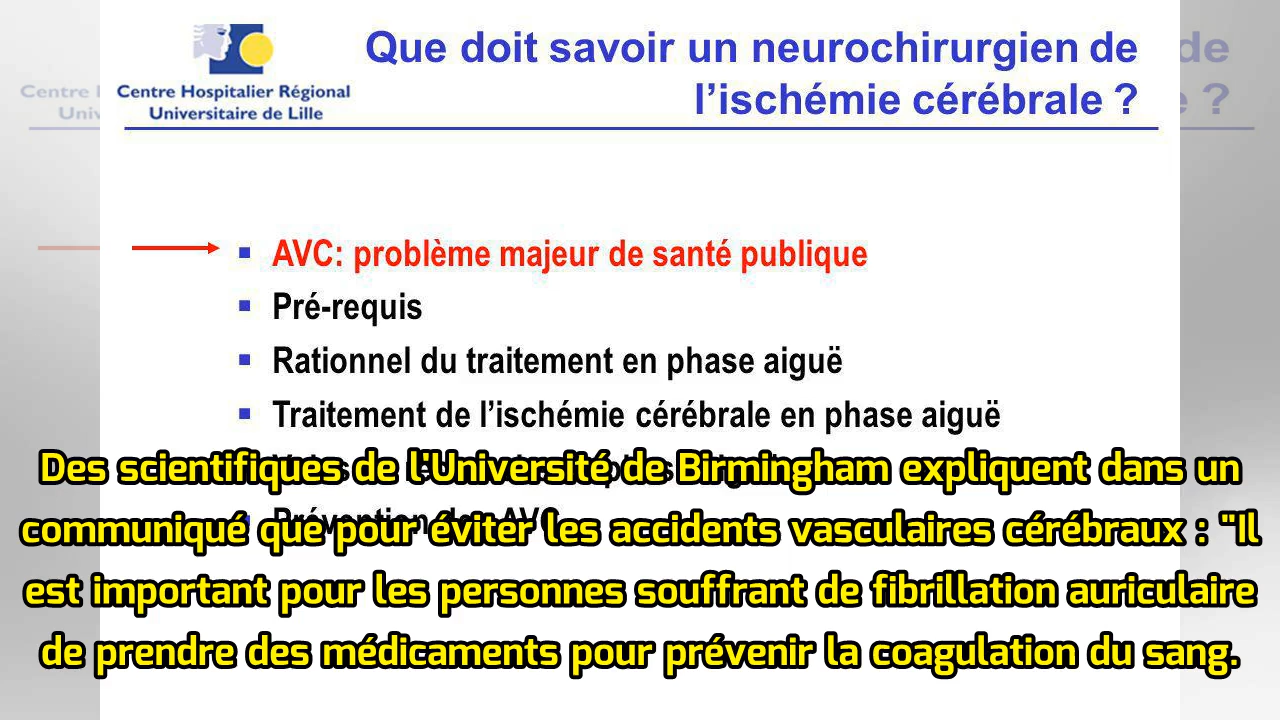 Que doit savoir un neurochirurgien de
l’ischémie cérébrale ?
Centre Hospitalier Régional
Universitaire de Lille
AVC: problème majeur de santé publique
Pré-requis
Rationnel du traitement en phase aiguë
Traitement de l’ischémie cérébrale en phase aiguë
Des scientifiques de l'Université de Birmingham expliquent dans un
Prévention des AVC
communiqué que pour éviter les accidents vasculaires cérébraux : "Il
est important pour les personnes souffrant de fibrillation auriculaire
de prendre des médicaments pour prévenir la coagulation du sang.